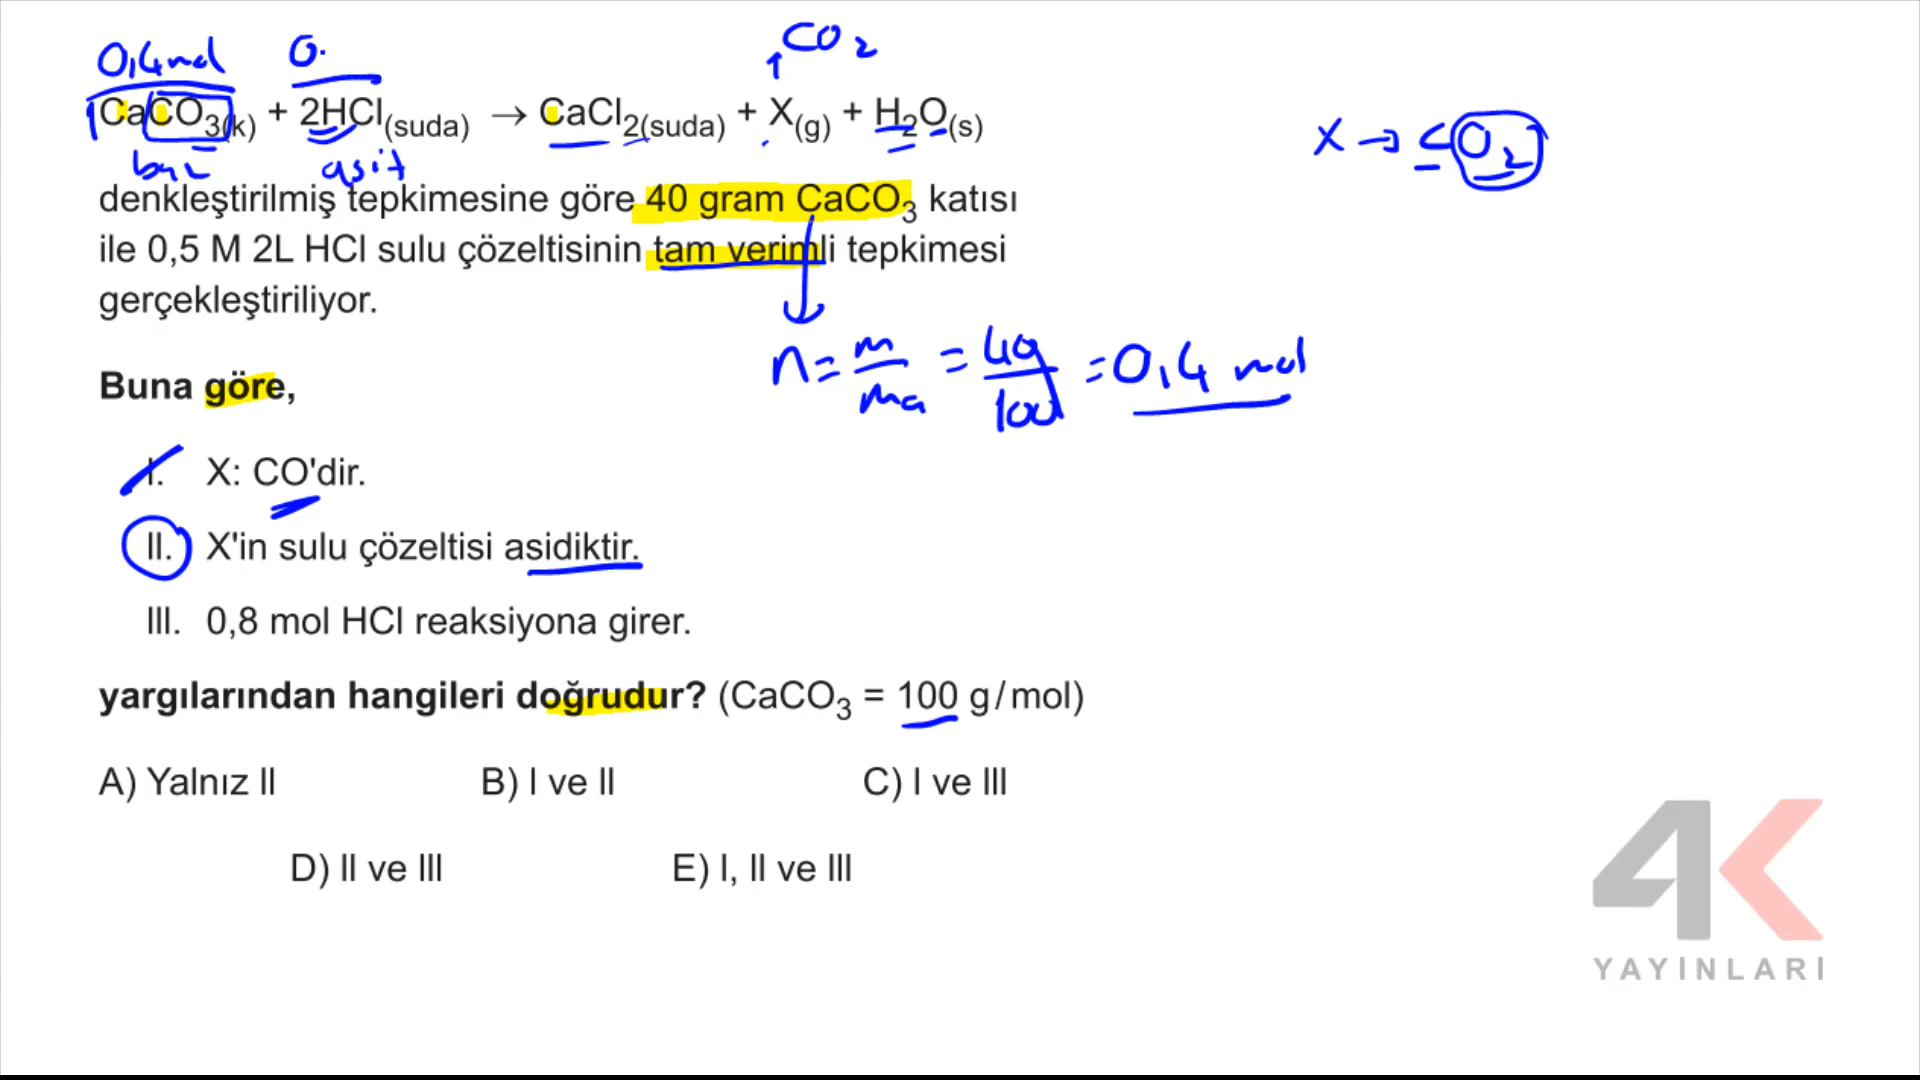 CO2
0,4 mol 0.
CaCO3(k) + 2HCl(suda) → CaCl2(suda) + X(g) + H2O(s)
X → CO2
baz asit
denkleştirilmiş tepkimesine göre 40 gram CaCO3 katısı
ile 0,5 M 2L HCl sulu çözeltisinin tam verimli tepkimesi
gerçekleştiriliyor.
n = m/ma = 40/100 = 0,4 mol
Buna göre,
I. X: CO'dir.
II. X'in sulu çözeltisi asidiktir.
III. 0,8 mol HCl reaksiyona girer.
yargılarından hangileri doğrudur? (CaCO3 = 100 g/mol)
A) Yalnız II B) I ve II C) I ve III
D) II ve III E) I, II ve III
4K
YAYINLARI